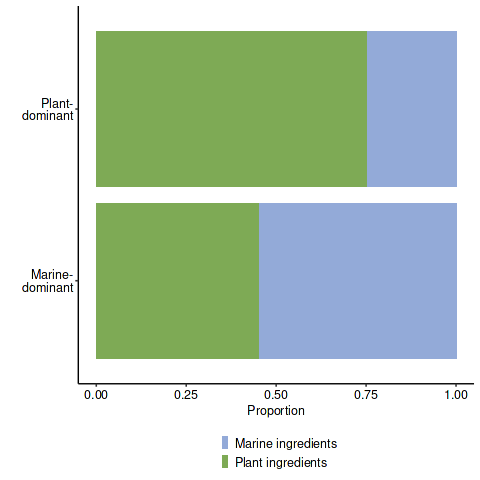 Plant-
dominant
Marine-
dominant
0.00 0.25 0.50 0.75 1.00
Proportion
Marine ingredients
Plant ingredients